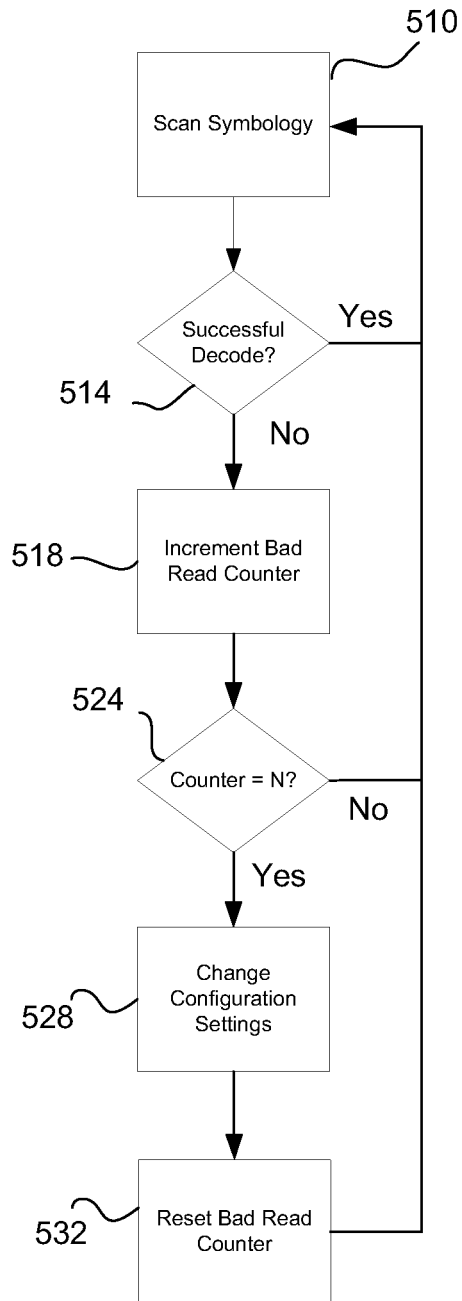 510
Scan Symbology
Successful
Decode?
Yes
514
No
518
Increment Bad
Read Counter
524
Counter = N?
No
Yes
528
Change
Configuration
Settings
532
Reset Bad Read
Counter